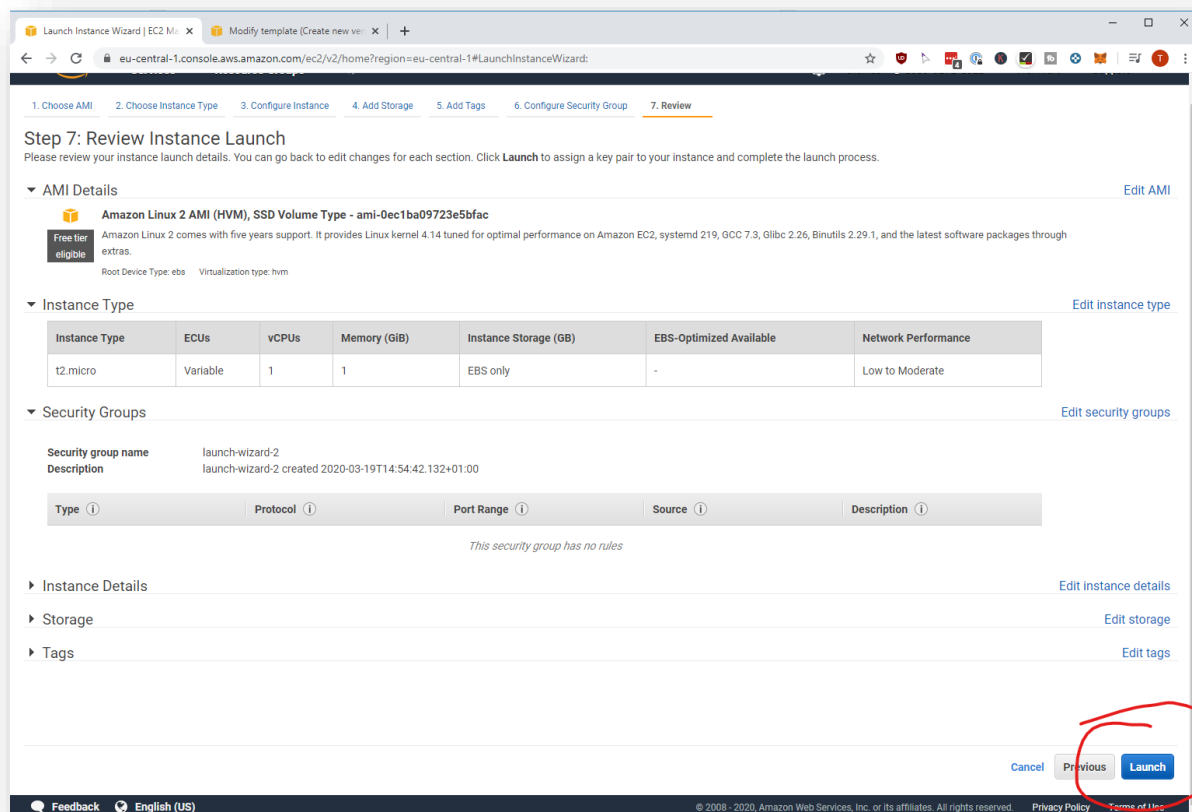 Launch Instance Wizard | EC2 Ma
Modify template (Create new ver
eu-central-1.console.aws.amazon.com/ec2/v2/home?region=eu-central-1#LaunchInstanceWizard:
1. Choose AMI 2. Choose Instance Type 3. Configure Instance 4. Add Storage 5. Add Tags 6. Configure Security Group 7. Review
Step 7: Review Instance Launch
Please review your instance launch details. You can go back to edit changes for each section. Click Launch to assign a key pair to your instance and complete the launch process.
AMI Details Edit AMI
Amazon Linux 2 AMI (HVM), SSD Volume Type - ami-0ec1ba09723e5bfac
Free tier eligible
Amazon Linux 2 comes with five years support. It provides Linux kernel 4.14 tuned for optimal performance on Amazon EC2, systemd 219, GCC 7.3, Glibc 2.26, Binutils 2.29.1, and the latest software packages through
extras.
Root Device Type: ebs Virtualization type: hvm
Instance Type Edit instance type
Instance Type ECUs vCPUs Memory (GiB) Instance Storage (GB) EBS-Optimized Available Network Performance
t2.micro Variable 1 1 EBS only - Low to Moderate
Security Groups Edit security groups
Security group name launch-wizard-2
Description launch-wizard-2 created 2020-03-19T14:54:42.132+01:00
Type Protocol Port Range Source Description
This security group has no rules
Instance Details Edit instance details
Storage Edit storage
Tags Edit tags
Cancel Previous Launch
Feedback English (US) © 2008 - 2020, Amazon Web Services, Inc. or its affiliates. All rights reserved. Privacy Policy Terms of Use